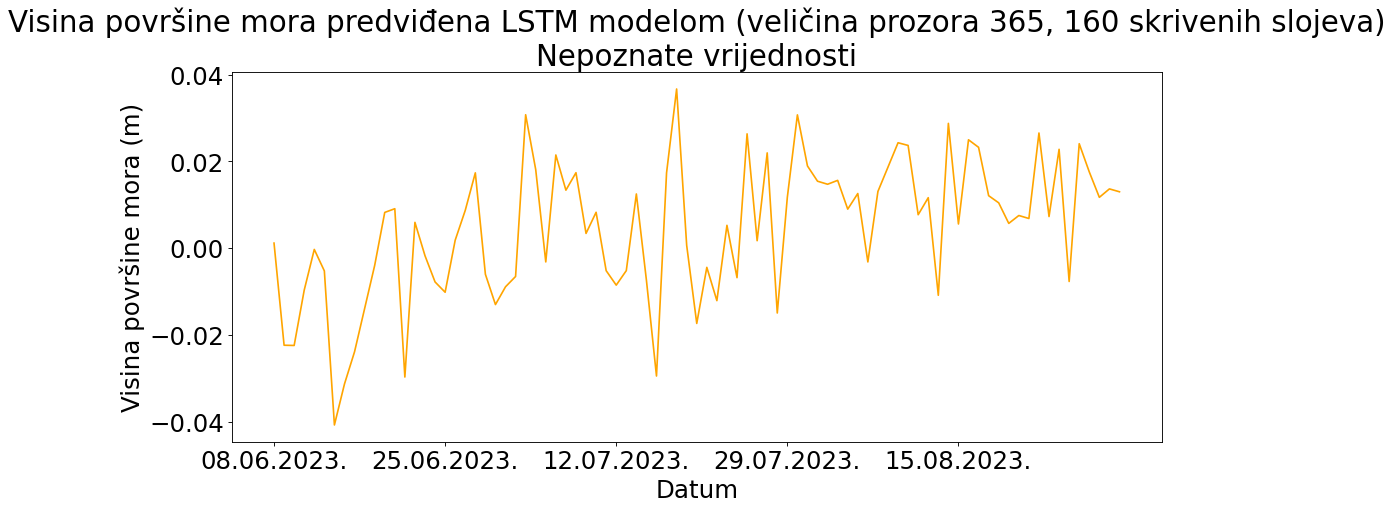 Visina površine mora predviđena LSTM modelom (veličina prozora 365, 160 skrivenih slojeva)
Nepoznate vrijednosti
Visina površine mora (m)
0.04
0.02
0.00
−0.02
−0.04
08.06.2023.
25.06.2023.
12.07.2023.
29.07.2023.
15.08.2023.
Datum